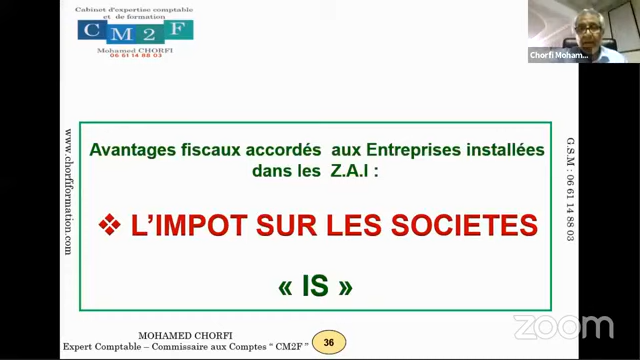 Cabinet d'expertise comptable
et de formation
CM2F
Mohamed CHORFI
06 61 14 88 03
Chorfi Moham...
www.chorfiformation.com
Avantages fiscaux accordés aux Entreprises installées
dans les Z.A.I :
❖ L'IMPOT SUR LES SOCIETES
« IS »
G.S.M : 06 61 14 88 03
MOHAMED CHORFI
Expert Comptable – Commissaire aux Comptes “ CM2F ”
36
zoom